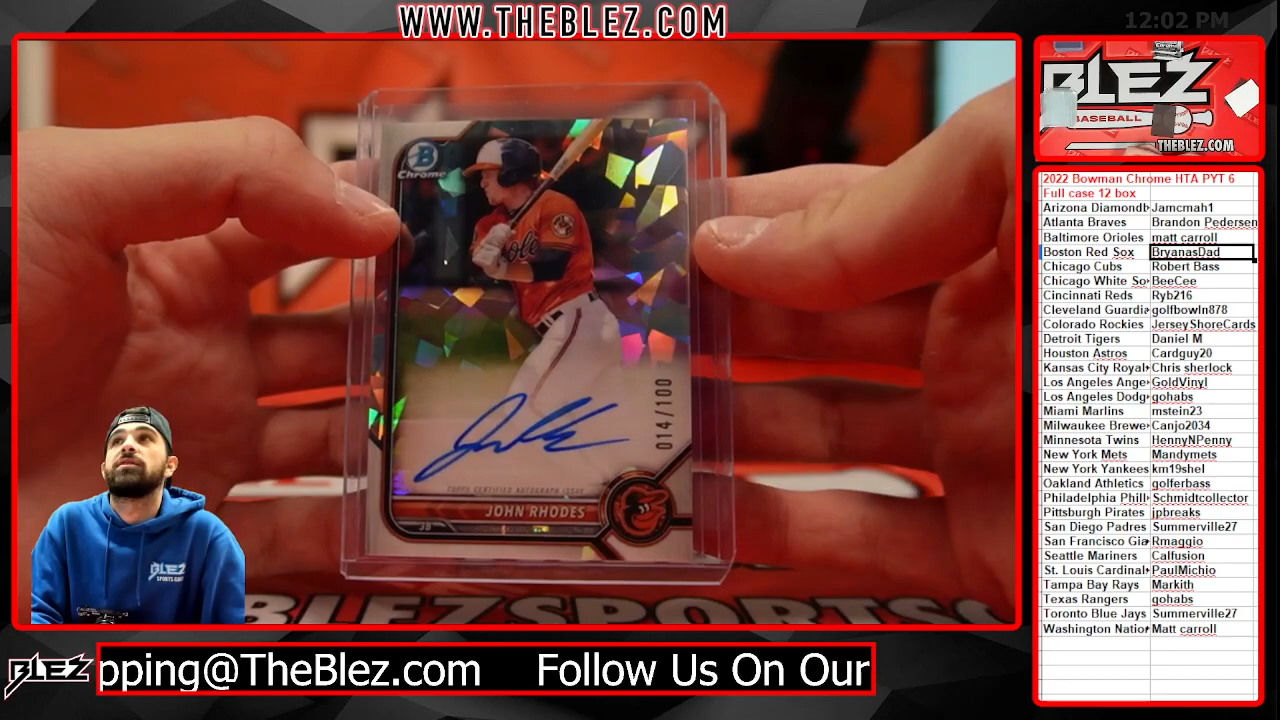 WWW.THEBLEZ.COM
12:02 PM
BLEZ
BASEBALL
THEBLEZ.COM
2022 Bowman Chrome HTA PYT 6
Full case 12 box
Arizona Diamondb Jamcmah1
Atlanta Braves Brandon Pedersen
Baltimore Orioles matt carroll
Boston Red Sox BryanasDad
Chicago Cubs Robert Bass
Chicago White So BeeCee
Cincinnati Reds Ryb216
Cleveland Guardia golfbowln878
Colorado Rockies JerseyShoreCards
Detroit Tigers Daniel M
Houston Astros Cardguy20
Kansas City Royal Chris sherlock
Los Angeles Ange GoldVinyl
Los Angeles Dodg gohabs
Miami Marlins mstein23
Milwaukee Brewe Canjo2034
Minnesota Twins HennyNPenny
New York Mets Mandymets
New York Yankees km19shel
Oakland Athletics golferbass
Philadelphia Phill Schmidtcollector
Pittsburgh Pirates jpbreaks
San Diego Padres Summerville27
San Francisco Gia Rmaggio
Seattle Mariners Calfusion
St. Louis Cardinal PaulMichio
Tampa Bay Rays Markith
Texas Rangers gohabs
Toronto Blue Jays Summerville27
Washington Natio Matt carroll
B
Chrome
014/100
TOPPS CERTIFIED AUTOGRAPH ISSUE
JOHN RHODES
BLEZ
SPORTS
BLEZSPORTS
BLEZ
pping@TheBlez.com Follow Us On Our